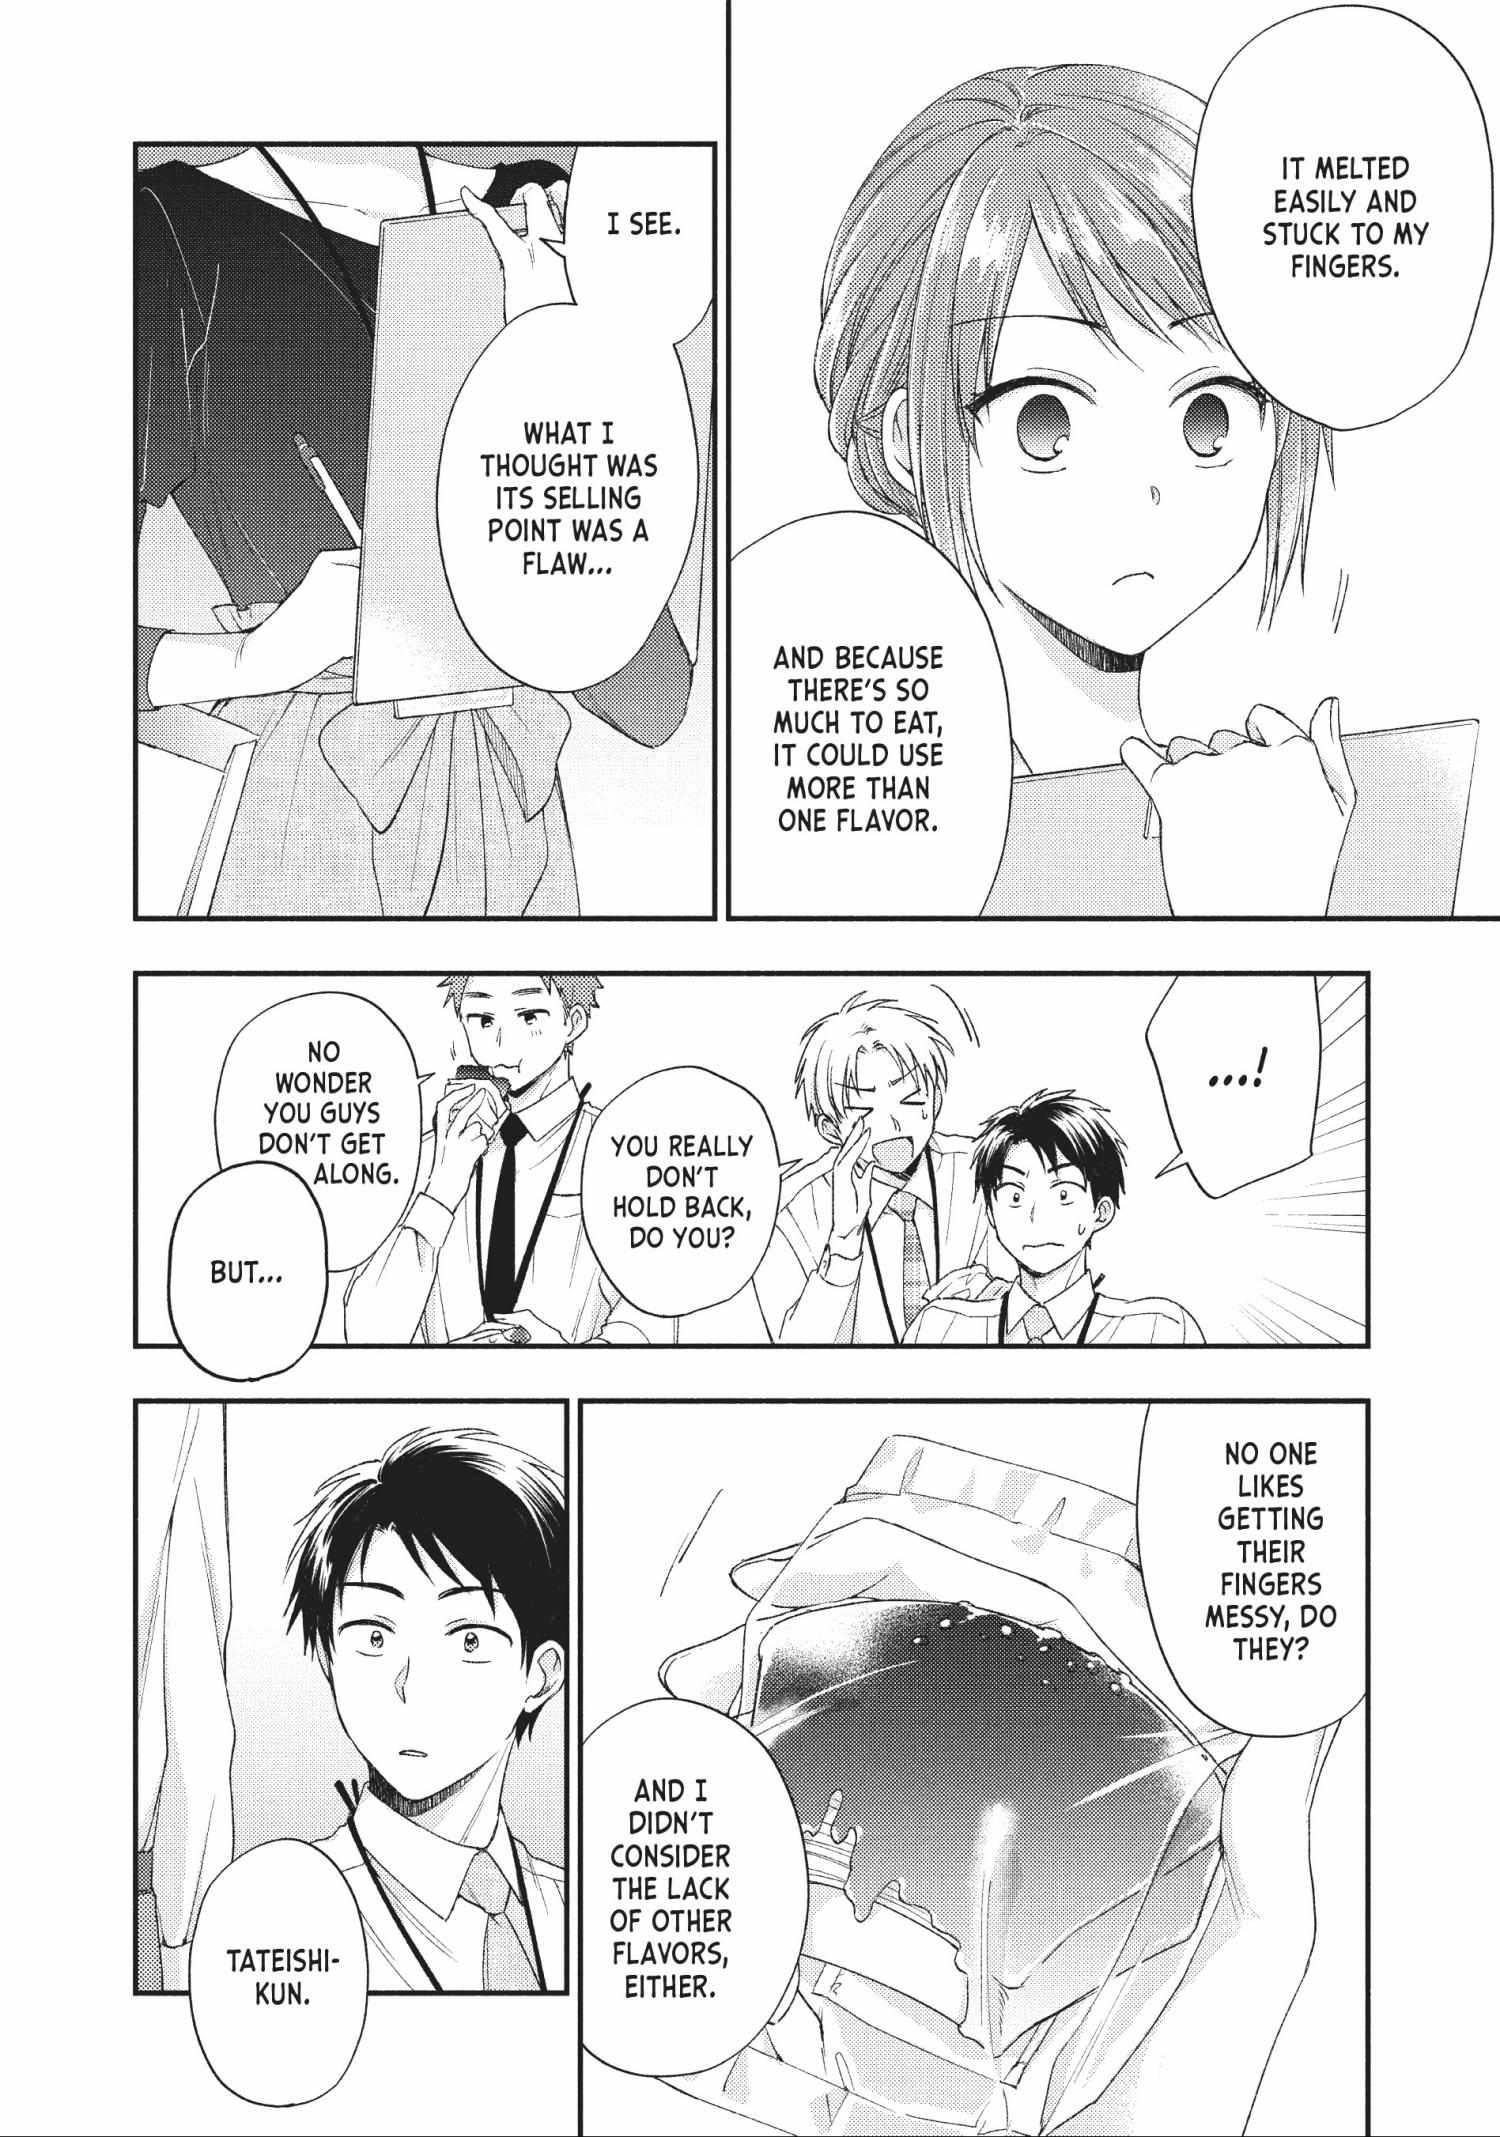 IT MELTED
EASILY AND
STUCK TO MY
FINGERS.
AND BECAUSE
THERE'S SO
MUCH TO EAT,
IT COULD USE
MORE THAN
ONE FLAVOR.
I SEE.
WHAT I
THOUGHT WAS
ITS SELLING
POINT WAS A
FLAW...
....!
YOU REALLY
DON'T
HOLD BACK,
DO YOU?
NO
WONDER
YOU GUYS
DON'T GET
ALONG.
BUT...
NO ONE
LIKES
GETTING
THEIR
FINGERS
MESSY, DO
THEY?
AND I
DIDN'T
CONSIDER
THE LACK
OF OTHER
FLAVORS,
EITHER.
TATEISHI-
KUN.